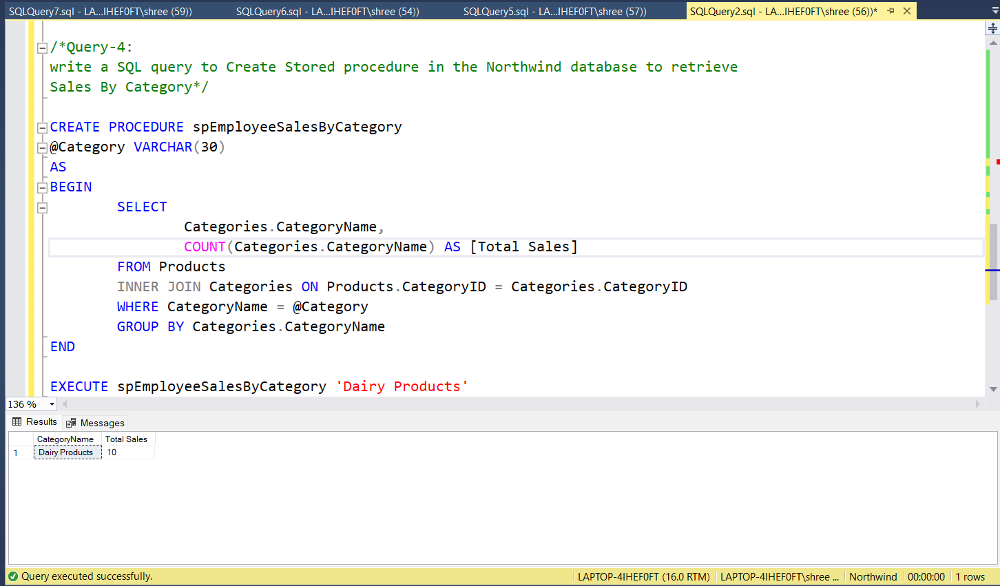 SQLQuery7.sql - LA...IHEF0FT\shree (59))
SQLQuery6.sql - LA...IHEF0FT\shree (54))
SQLQuery5.sql - LA...IHEF0FT\shree (57))
SQLQuery2.sql - LA...IHEF0FT\shree (56))*
/*Query-4:
write a SQL query to Create Stored procedure in the Northwind database to retrieve
Sales By Category*/
CREATE PROCEDURE spEmployeeSalesByCategory
@Category VARCHAR(30)
AS
BEGIN
SELECT
Categories.CategoryName,
COUNT(Categories.CategoryName) AS [Total Sales]
FROM Products
INNER JOIN Categories ON Products.CategoryID = Categories.CategoryID
WHERE CategoryName = @Category
GROUP BY Categories.CategoryName
END
EXECUTE spEmployeeSalesByCategory 'Dairy Products'
136 %
Results Messages
CategoryName Total Sales
1 Dairy Products 10
Query executed successfully.
LAPTOP-4IHEF0FT (16.0 RTM) LAPTOP-4IHEF0FT\shree ... Northwind 00:00:00 1 rows